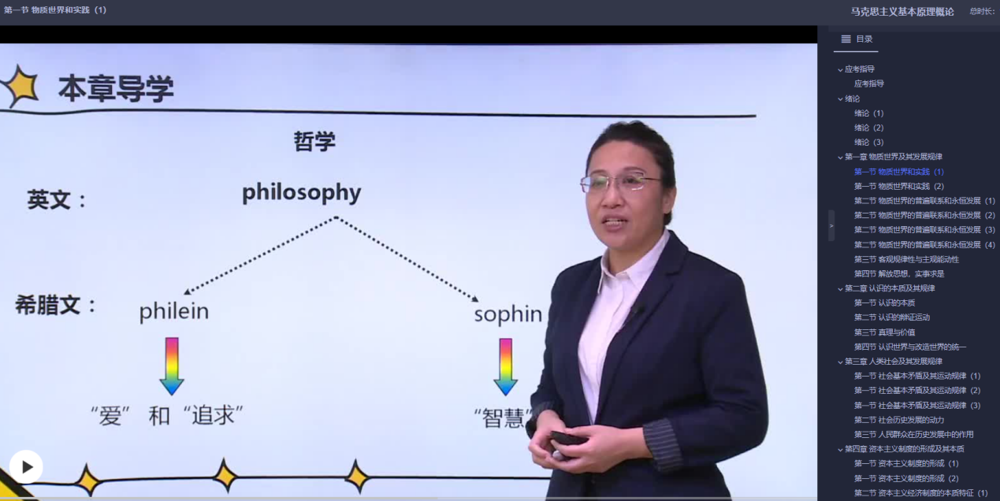 第一节 物质世界和实践（1）
马克思主义基本原理概论 总时长：
目录
应考指导
应考指导
绪论
绪论（1）
绪论（2）
绪论（3）
第一章 物质世界及其发展规律
第一节 物质世界和实践（1）
第一节 物质世界和实践（2）
第二节 物质世界的普遍联系和永恒发展（1）
第二节 物质世界的普遍联系和永恒发展（2）
第二节 物质世界的普遍联系和永恒发展（3）
第二节 物质世界的普遍联系和永恒发展（4）
第三节 客观规律性与主观能动性
第四节 解放思想，实事求是
第二章 认识的本质及其规律
第一节 认识的本质
第二节 认识的辩证运动
第三节 真理与价值
第四节 认识世界与改造世界的统一
第三章 人类社会及其发展规律
第一节 社会基本矛盾及其运动规律（1）
第一节 社会基本矛盾及其运动规律（2）
第一节 社会基本矛盾及其运动规律（3）
第二节 社会历史发展的动力
第三节 人民群众在历史发展中的作用
第四章 资本主义制度的形成及其本质
第一节 资本主义制度的形成（1）
第一节 资本主义制度的形成（2）
第二节 资本主义经济制度的本质特征（1）
本章导学
哲学
英文： philosophy
希腊文： philein sophin
“爱” 和 “追求” “智慧”